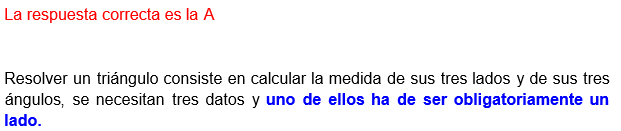 La respuesta correcta es la A
Resolver un triángulo consiste en calcular la medida de sus tres lados y de sus tres
ángulos, se necesitan tres datos y uno de ellos ha de ser obligatoriamente un
lado.